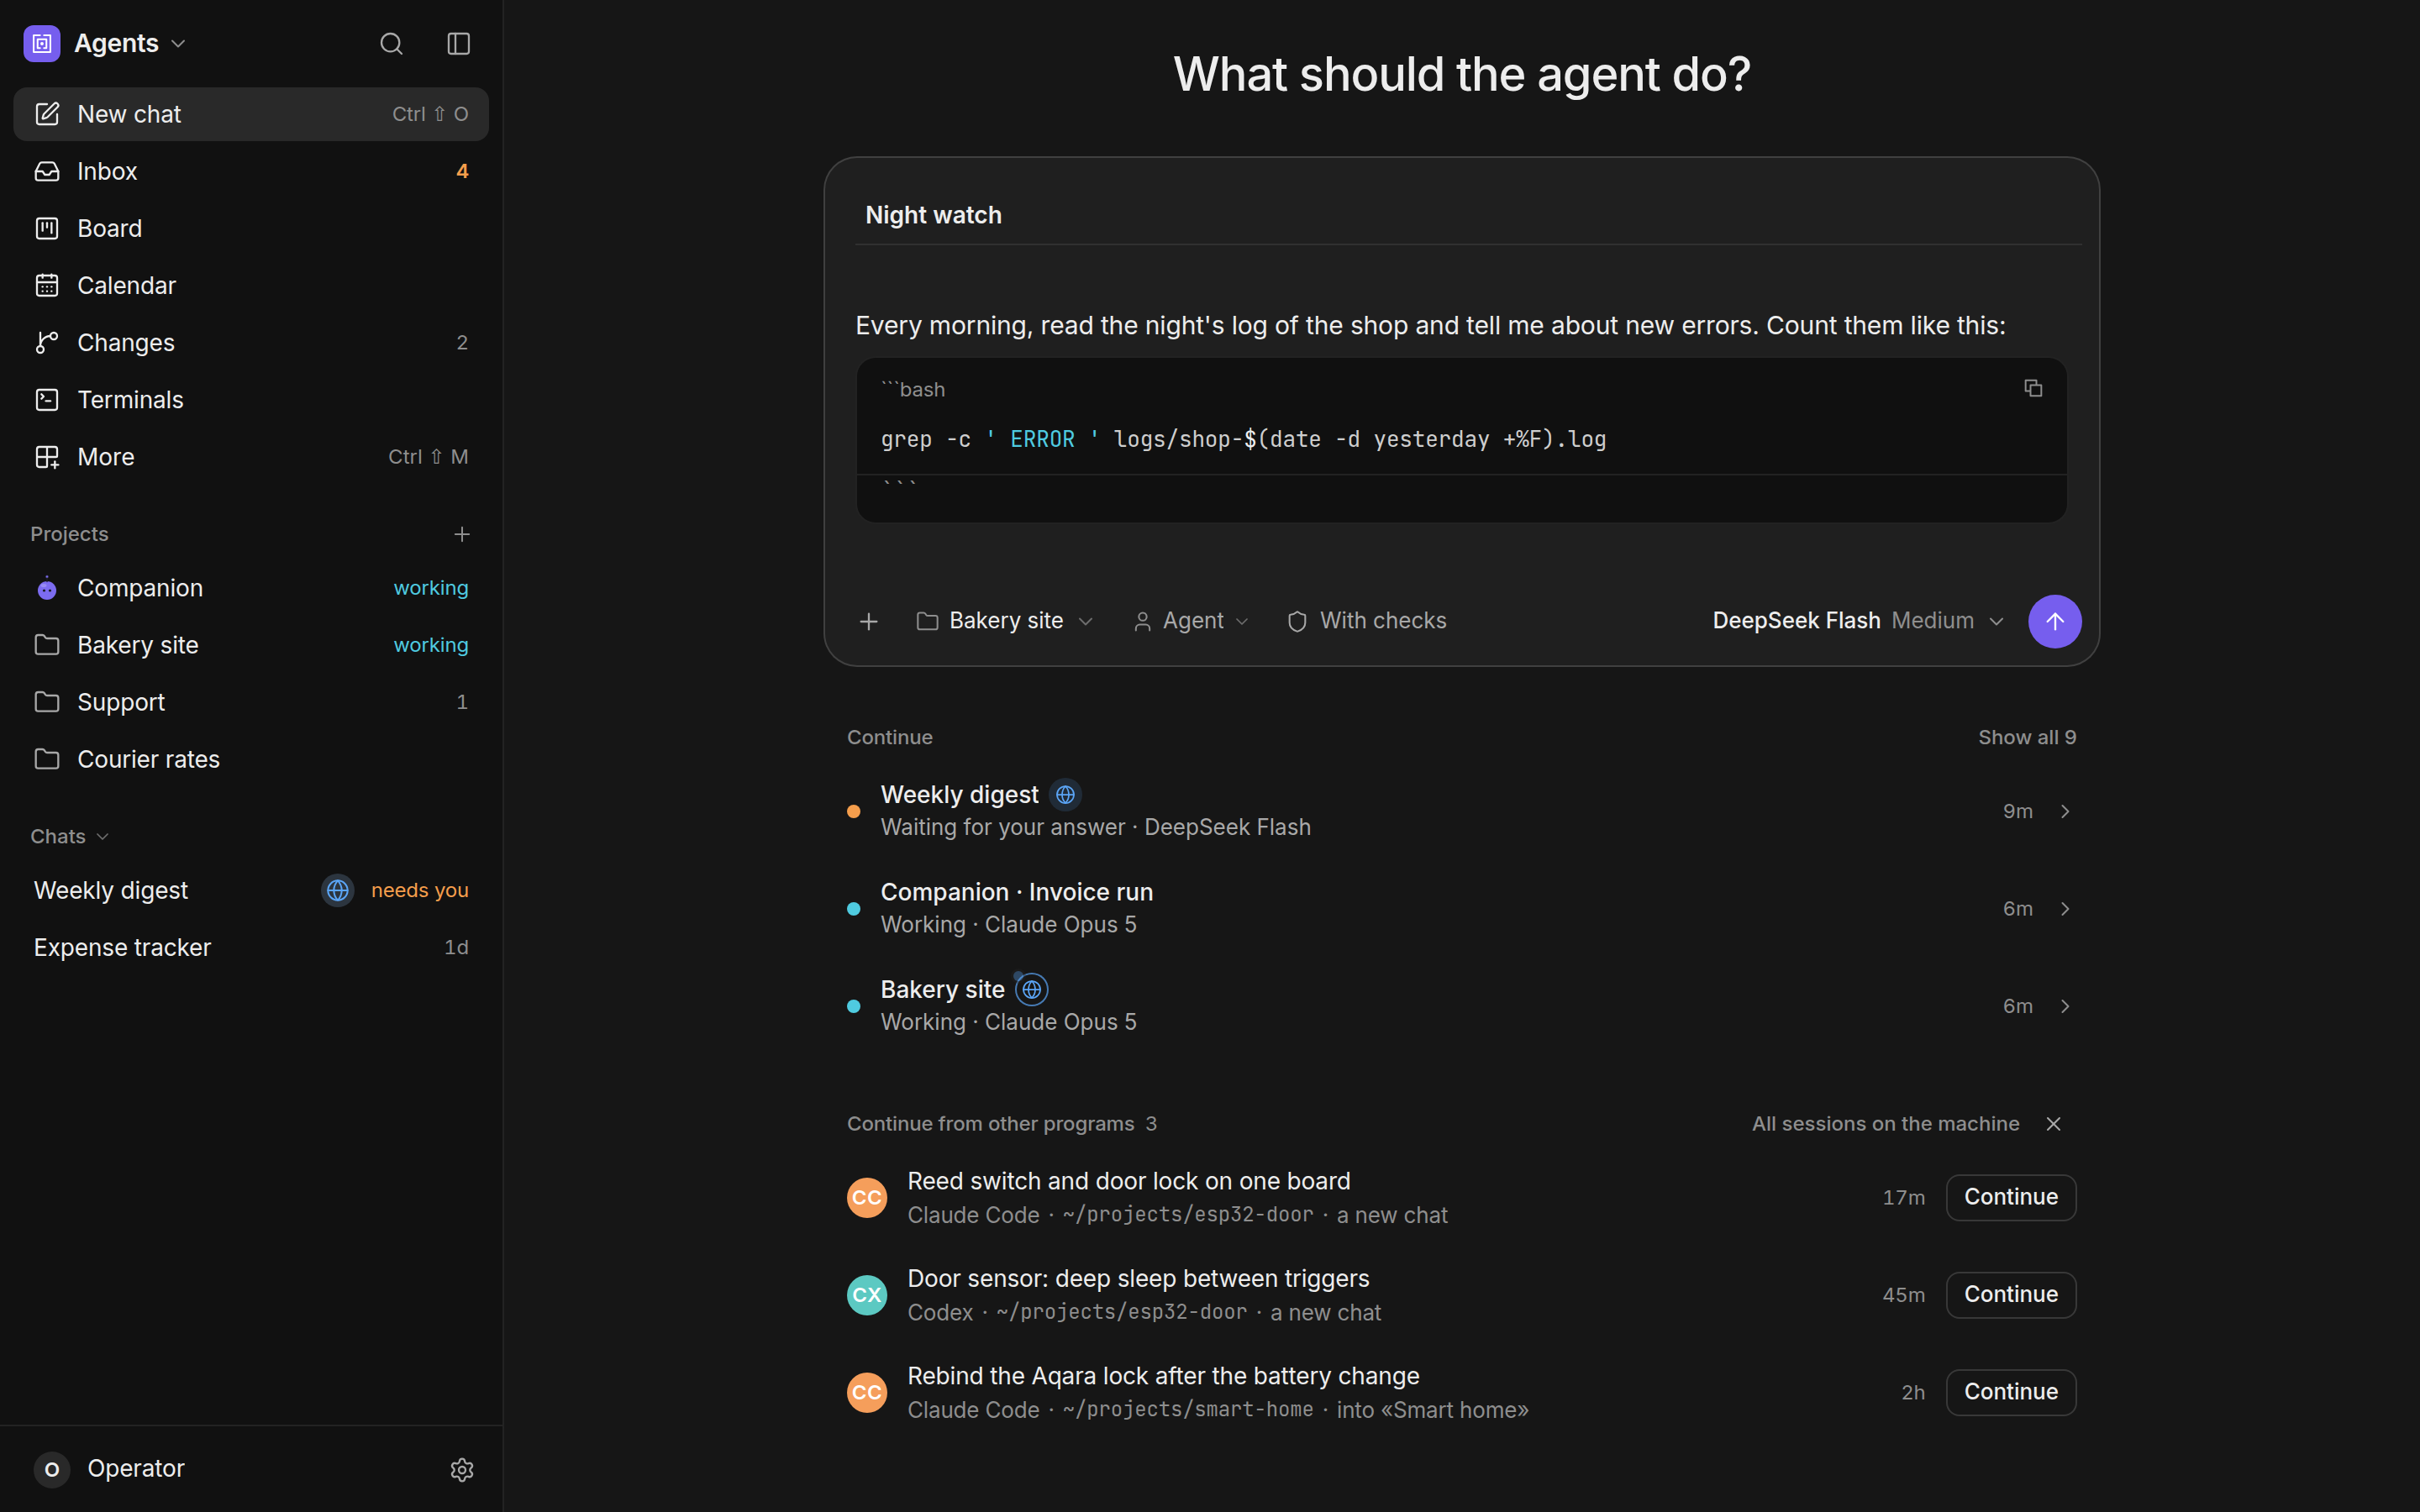 Agents
New chat Ctrl ⇧ O
Inbox 4
Board
Calendar
Changes 2
Terminals
More Ctrl ⇧ M
Projects
Companion working
Bakery site working
Support 1
Courier rates
Chats
Weekly digest needs you
Expense tracker 1d
O Operator
What should the agent do?
Night watch
Every morning, read the night's log of the shop and tell me about new errors. Count them like this:
```bash
grep -c ' ERROR ' logs/shop-$(date -d yesterday +%F).log
```
Bakery site Agent With checks DeepSeek Flash Medium
Continue Show all 9
Weekly digest
Waiting for your answer · DeepSeek Flash 9m
Companion · Invoice run
Working · Claude Opus 5 6m
Bakery site
Working · Claude Opus 5 6m
Continue from other programs 3 All sessions on the machine
CC Reed switch and door lock on one board
Claude Code · ~/projects/esp32-door · a new chat 17m Continue
CX Door sensor: deep sleep between triggers
Codex · ~/projects/esp32-door · a new chat 45m Continue
CC Rebind the Aqara lock after the battery change
Claude Code · ~/projects/smart-home · into «Smart home» 2h Continue